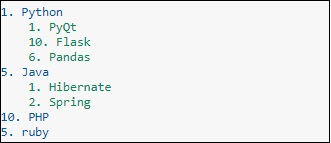 1. Python
1. PyQt
10. Flask
6. Pandas
5. Java
1. Hibernate
2. Spring
10. PHP
5. ruby